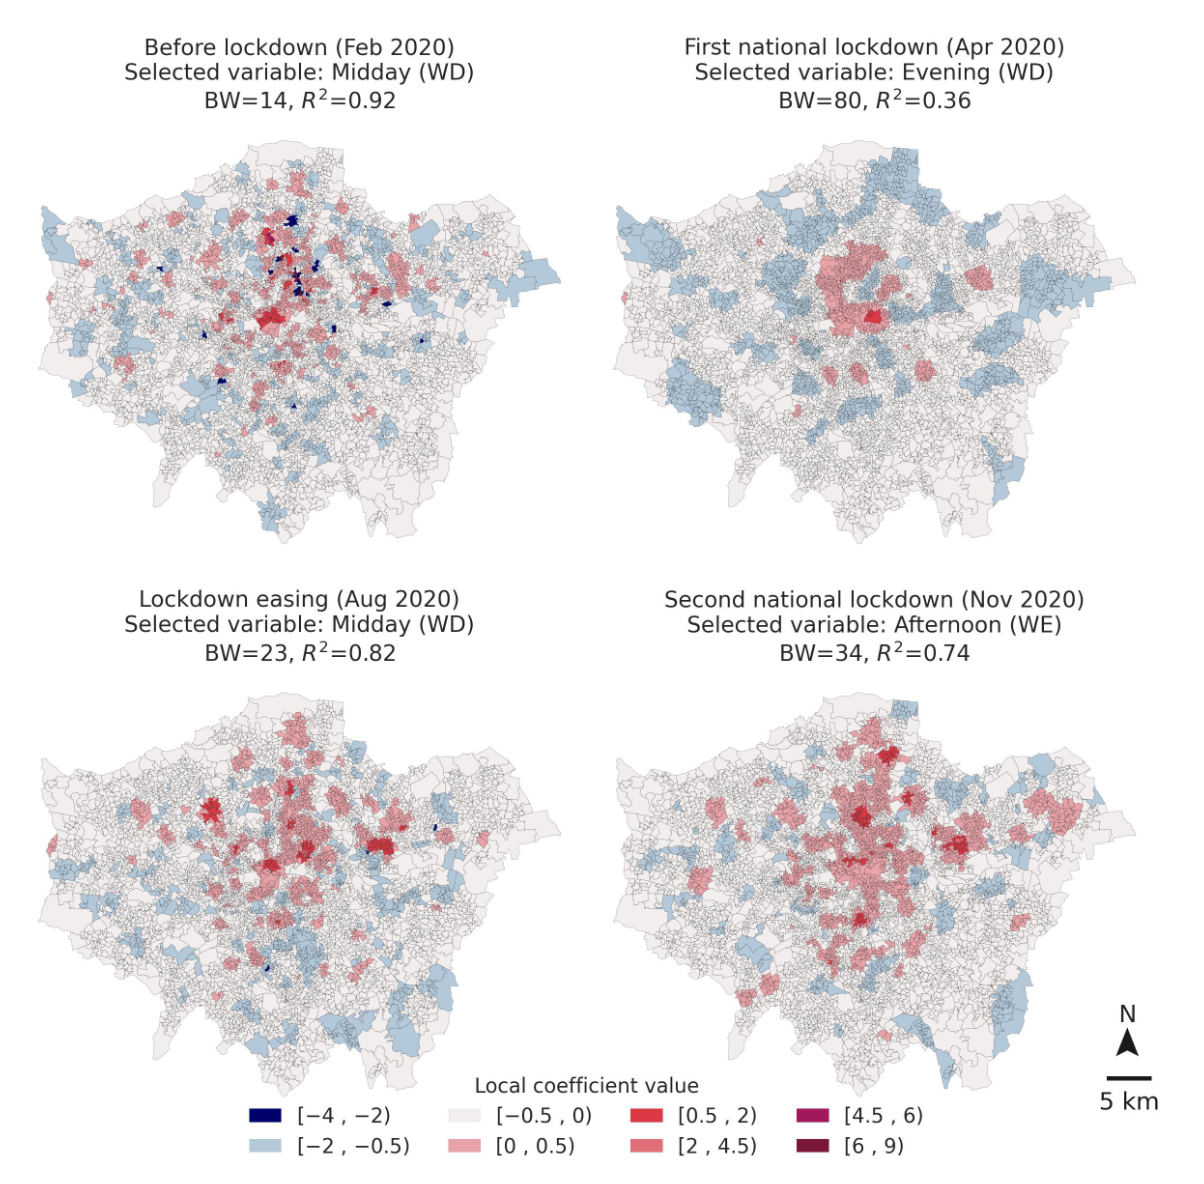 Before lockdown (Feb 2020)
Selected variable: Midday (WD)
BW=14, R²=0.92
First national lockdown (Apr 2020)
Selected variable: Evening (WD)
BW=80, R²=0.36
Lockdown easing (Aug 2020)
Selected variable: Midday (WD)
BW=23, R²=0.82
Second national lockdown (Nov 2020)
Selected variable: Afternoon (WE)
BW=34, R²=0.74
N
5 km
Local coefficient value
[−4 , −2)
[−0.5 , 0)
[0.5 , 2)
[4.5 , 6)
[−2 , −0.5)
[0 , 0.5)
[2 , 4.5)
[6 , 9)